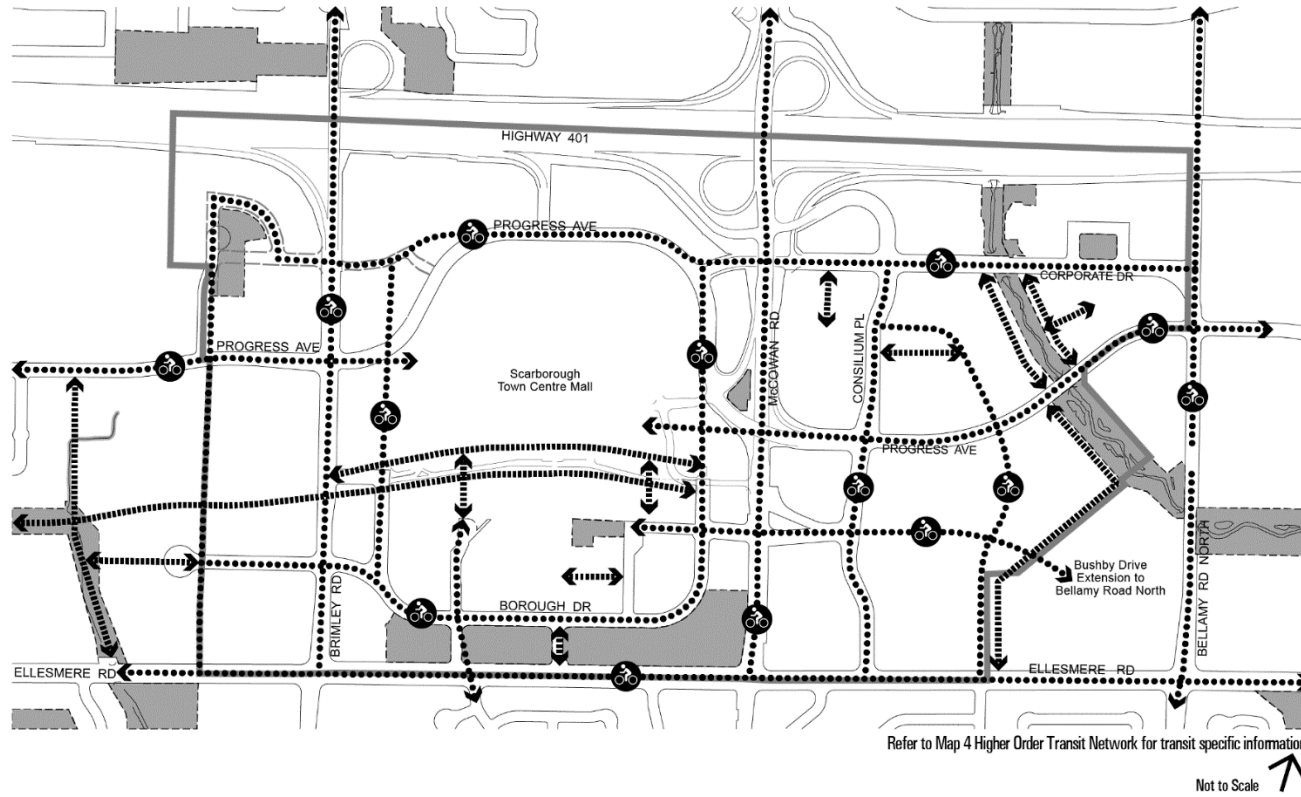 HIGHWAY 401
PROGRESS AVE
CORPORATE DR
PROGRESS AVE
McCOWAN RD
CONSILIUM PL
Scarborough
Town Centre Mall
PROGRESS AVE
BRIMLEY RD
BOROUGH DR
Bushby Drive
Extension to
Bellamy Road North
BELLAMY RD NORTH
E
ELLESMERE RD
ELLESMERE RD
Refer to Map 4 Higher Order Transit Network for transit specific information
Not to Scale